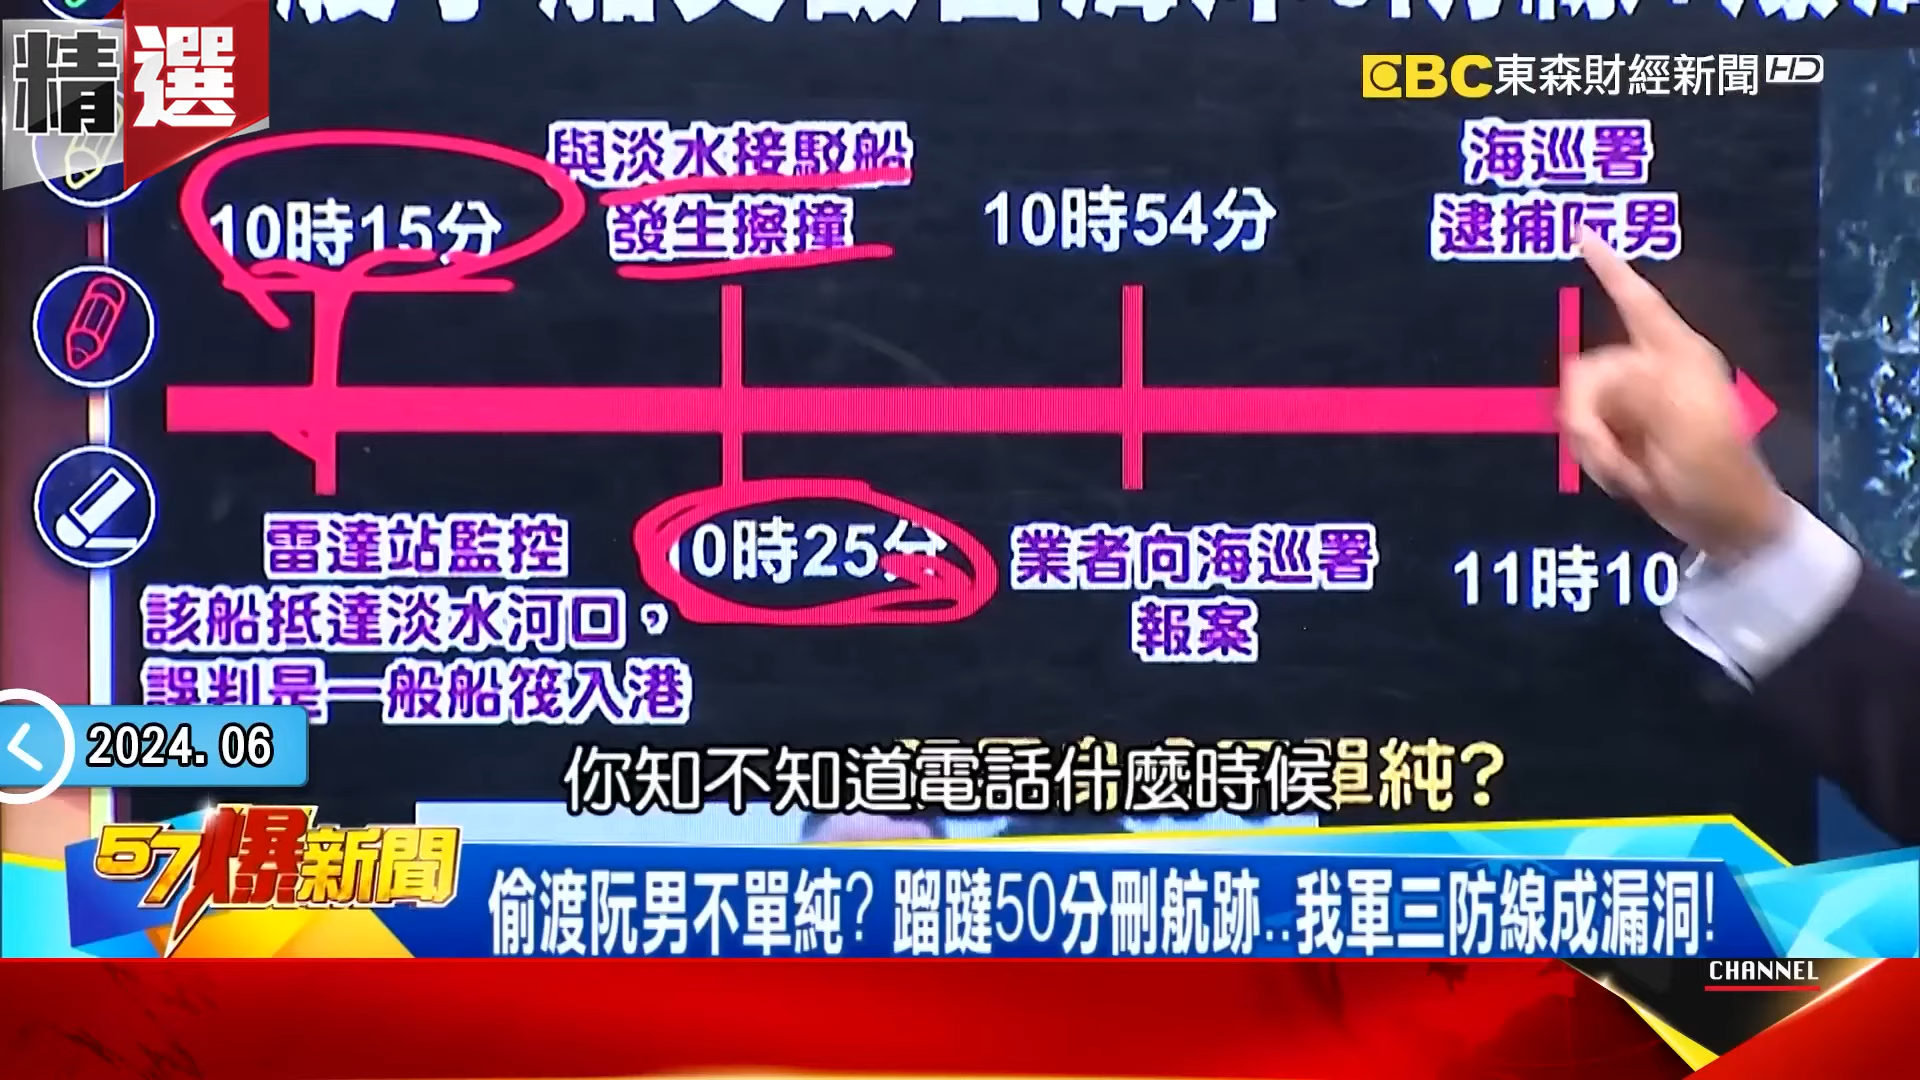 精選
EBC東森財經新聞HD
10時15分
與淡水接駁船
發生擦撞
10時54分
海巡署
逮捕阮男
雷達站監控
該船抵達淡水河口，
誤判是一般船筏入港
10時25分
業者向海巡署
報案
11時10
2024.06
你知不知道電話什麼時候
單純?
57爆新聞
偷渡阮男不單純? 蹓躂50分刪航跡..我軍三防線成漏洞!
CHANNEL